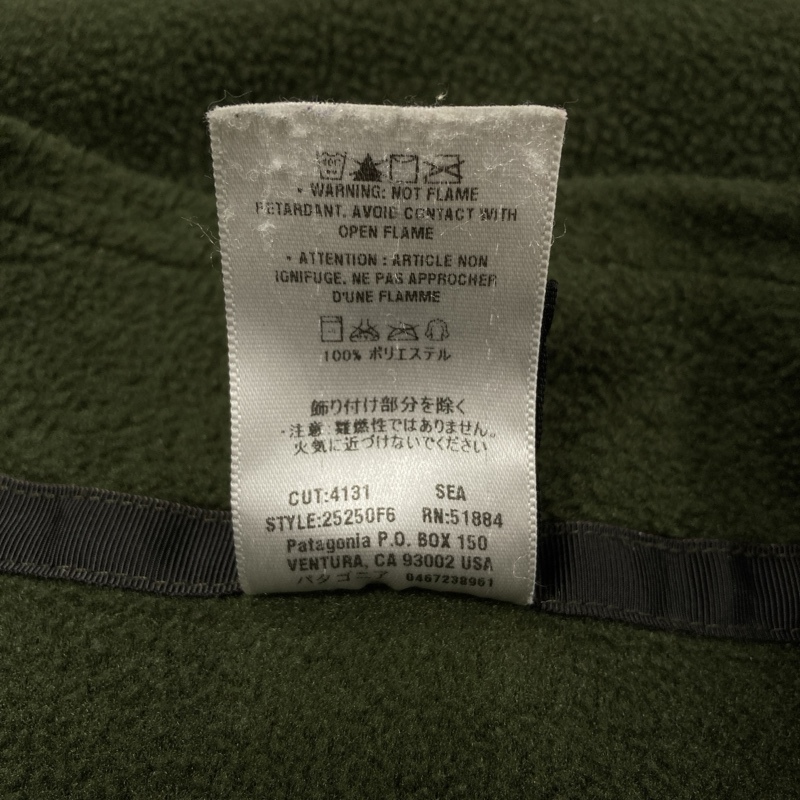 • WARNING: NOT FLAME
RETARDANT. AVOID CONTACT WITH
OPEN FLAME
• ATTENTION : ARTICLE NON
IGNIFUGE. NE PAS APPROCHER
D'UNE FLAMME
100% ポリエステル
飾り付け部分を除く
・注意:難燃性ではありません。
火気に近づけないでください
CUT:4131 SEA
STYLE:25250F6 RN:51884
Patagonia P.O. BOX 150
VENTURA, CA 93002 USA
パタゴニア 0467238961